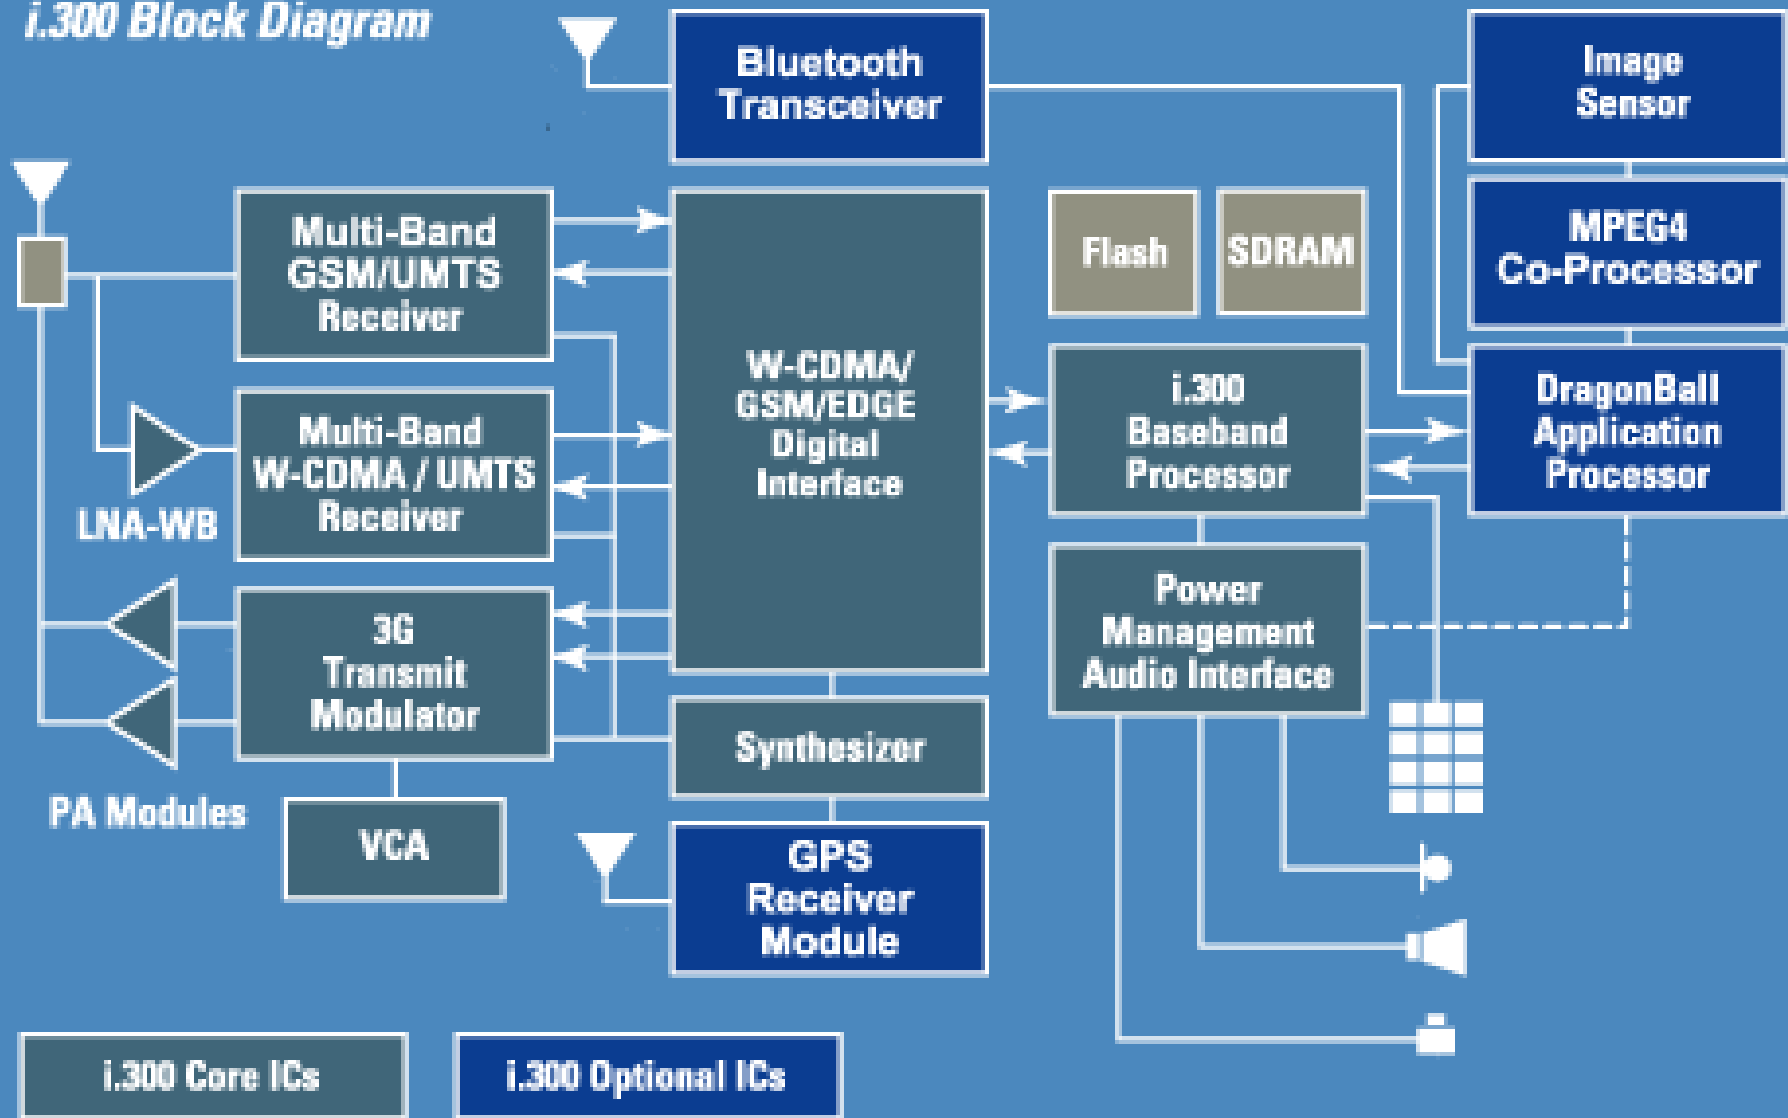 i.300 Block Diagram
Bluetooth
Transceiver
Image
Sensor
Multi-Band
GSM/UMTS
Receiver
W-CDMA/
GSM/EDGE
Digital
Interface
Flash
SDRAM
MPEG4
Co-Processor
i.300
Baseband
Processor
DragonBall
Application
Processor
LNA-WB
Multi-Band
W-CDMA / UMTS
Receiver
Power
Management
Audio Interface
3G
Transmit
Modulator
PA Modules
Synthesizer
VCA
GPS
Receiver
Module
i.300 Core ICs
i.300 Optional ICs